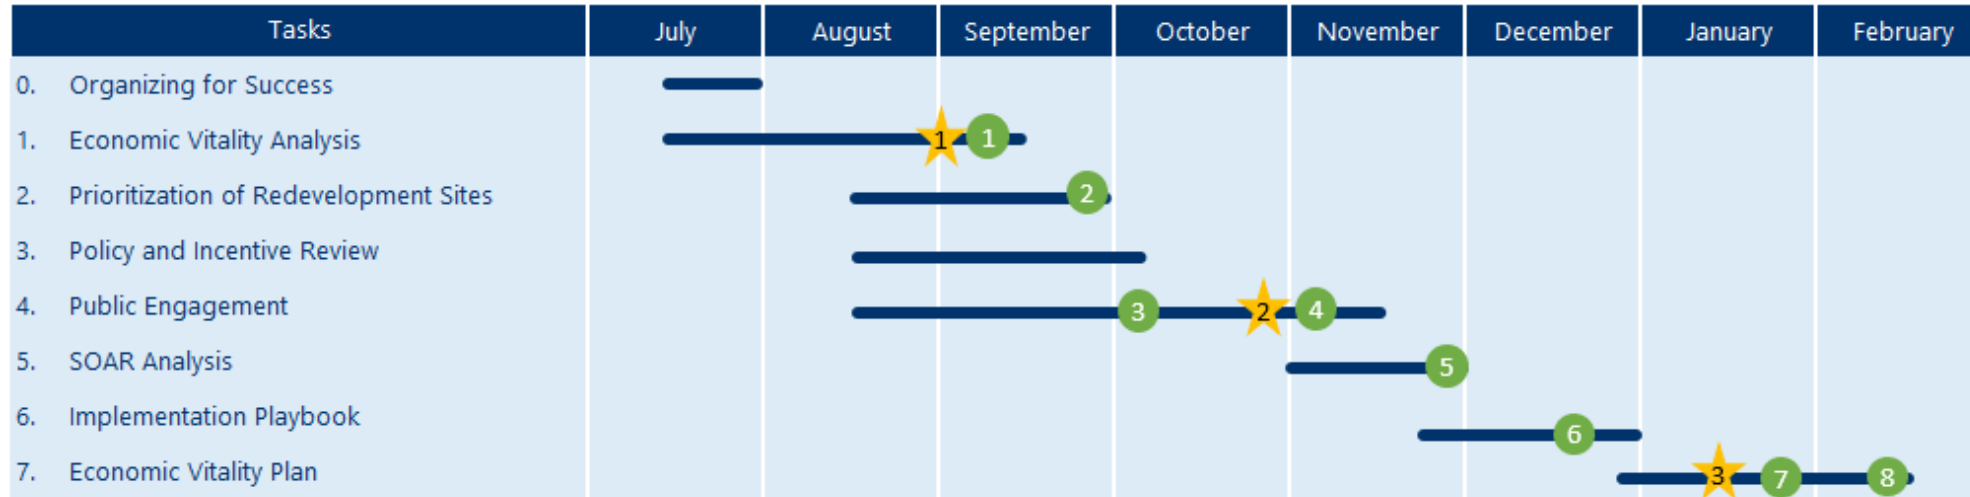 Tasks July August September October November December January February
0. Organizing for Success
1. Economic Vitality Analysis 1 1
2. Prioritization of Redevelopment Sites 2
3. Policy and Incentive Review
4. Public Engagement 3 2 4
5. SOAR Analysis 5
6. Implementation Playbook 6
7. Economic Vitality Plan 3 7 8